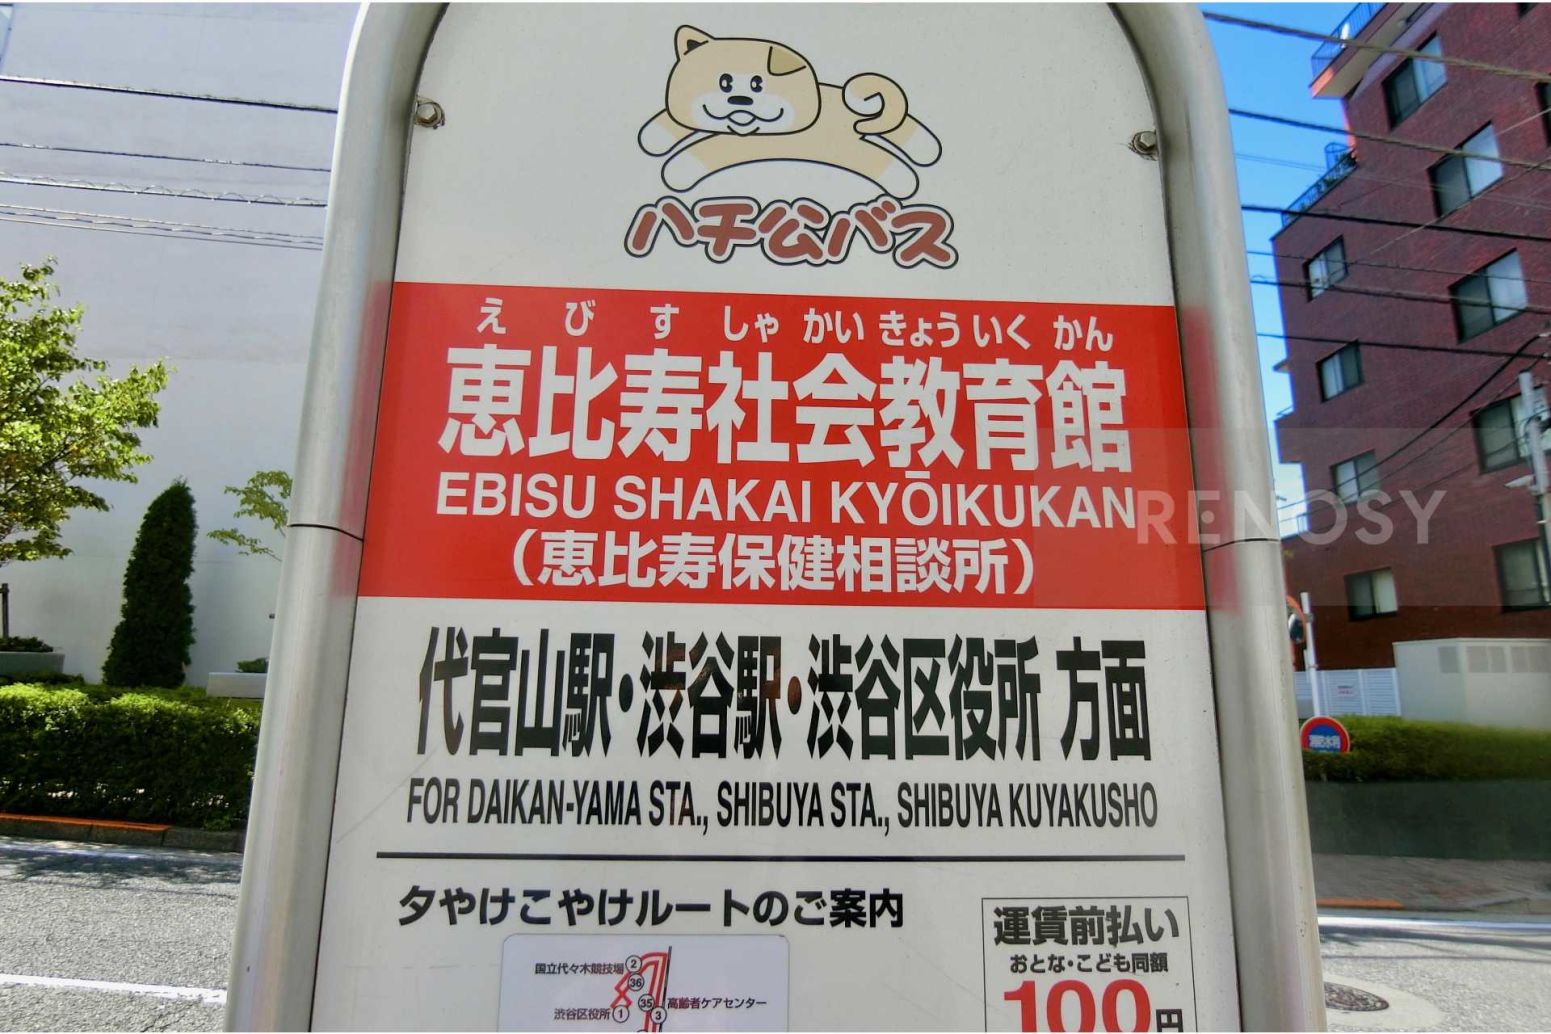 ハチ公バス
えびすしゃかいきょういくかん
恵比寿社会教育館
EBISU SHAKAI KYŌIKUKAN
(恵比寿保健相談所)
RENOSY
代官山駅・渋谷駅・渋谷区役所 方面
FOR DAIKAN-YAMA STA., SHIBUYA STA., SHIBUYA KUYAKUSHO
夕やけこやけルートのご案内
運賃前払い
おとな・こども同額
100円
国立代々木競技場 2
36
35 高齢者ケアセンター
渋谷区役所 1
3